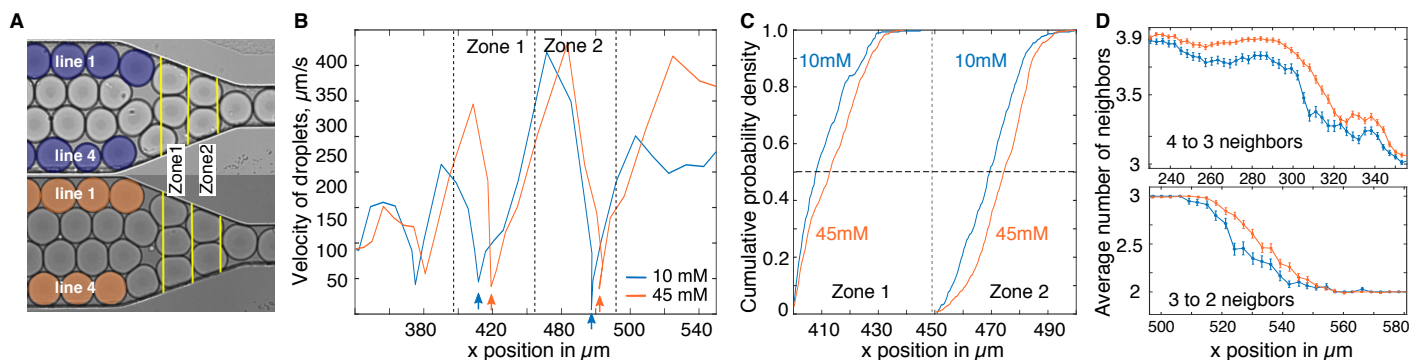 A
line 1
line 4
Zone1
Zone2
line 1
line 4
B
Velocity of droplets, µm/s
400
350
300
250
200
150
100
50
Zone 1
Zone 2
10 mM
45 mM
380
420
480
500
540
x position in µm
C
Cumulative probability density
1
0.8
0.6
0.4
0.2
0
10mM
10mM
45mM
45mM
Zone 1
Zone 2
410
430
450
470
490
x position in µm
D
Average number of neighbors
3.9
3.5
3
4 to 3 neighbors
240
260
280
300
320
340
3
2.5
2
3 to 2 neigbors
500
520
540
560
580
x position in µm